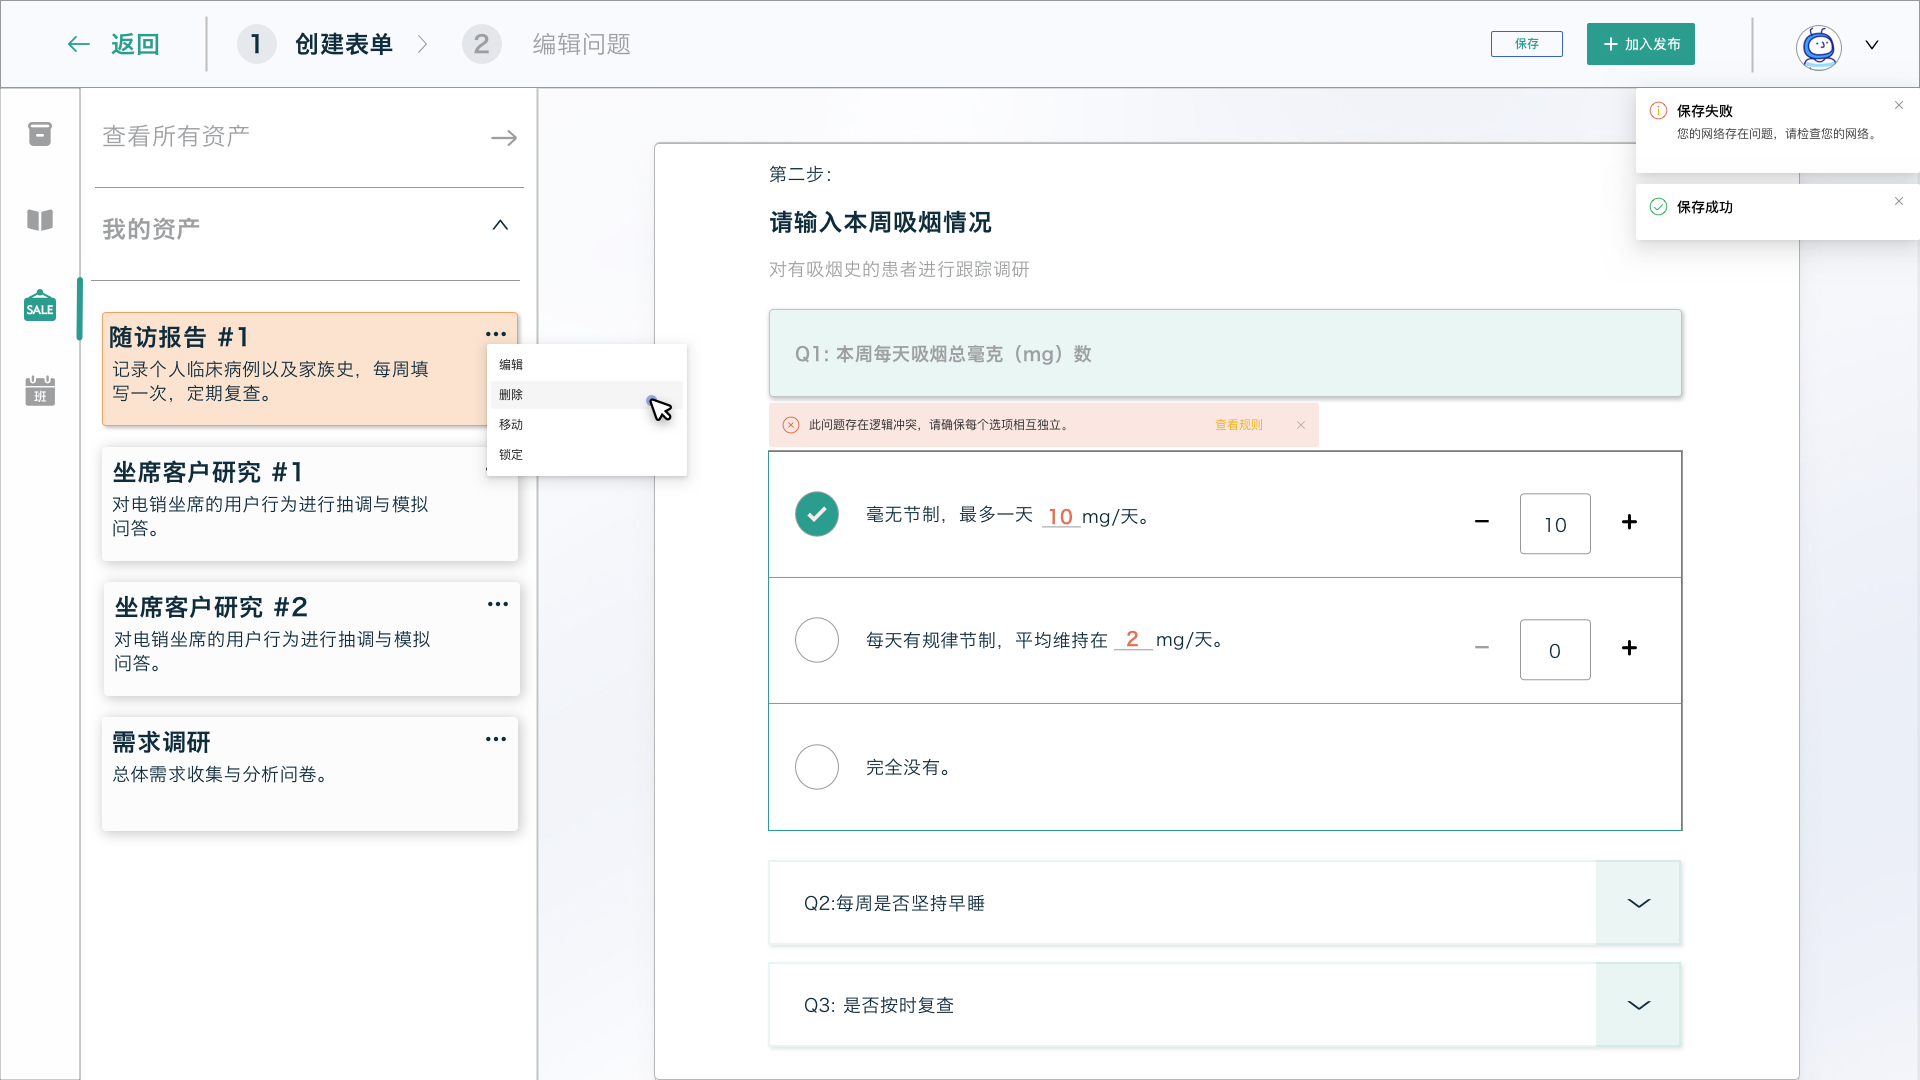 返回
1
创建表单
2
编辑问题
保存
加入发布
保存失败
您的网络存在问题，请检查您的网络。
保存成功
查看所有资产
我的资产
SALE
班
随访报告 #1
记录个人临床病例以及家族史，每周填
写一次，定期复查。
编辑
删除
移动
锁定
坐席客户研究 #1
对电销坐席的用户行为进行抽调与模拟
问答。
坐席客户研究 #2
对电销坐席的用户行为进行抽调与模拟
问答。
需求调研
总体需求收集与分析问卷。
第二步：
请输入本周吸烟情况
对有吸烟史的患者进行跟踪调研
Q1: 本周每天吸烟总毫克（mg）数
此问题存在逻辑冲突，请确保每个选项相互独立。
查看规则
毫无节制，最多一天 10 mg/天。
10
每天有规律节制，平均维持在 2 mg/天。
0
完全没有。
Q2:每周是否坚持早睡
Q3: 是否按时复查